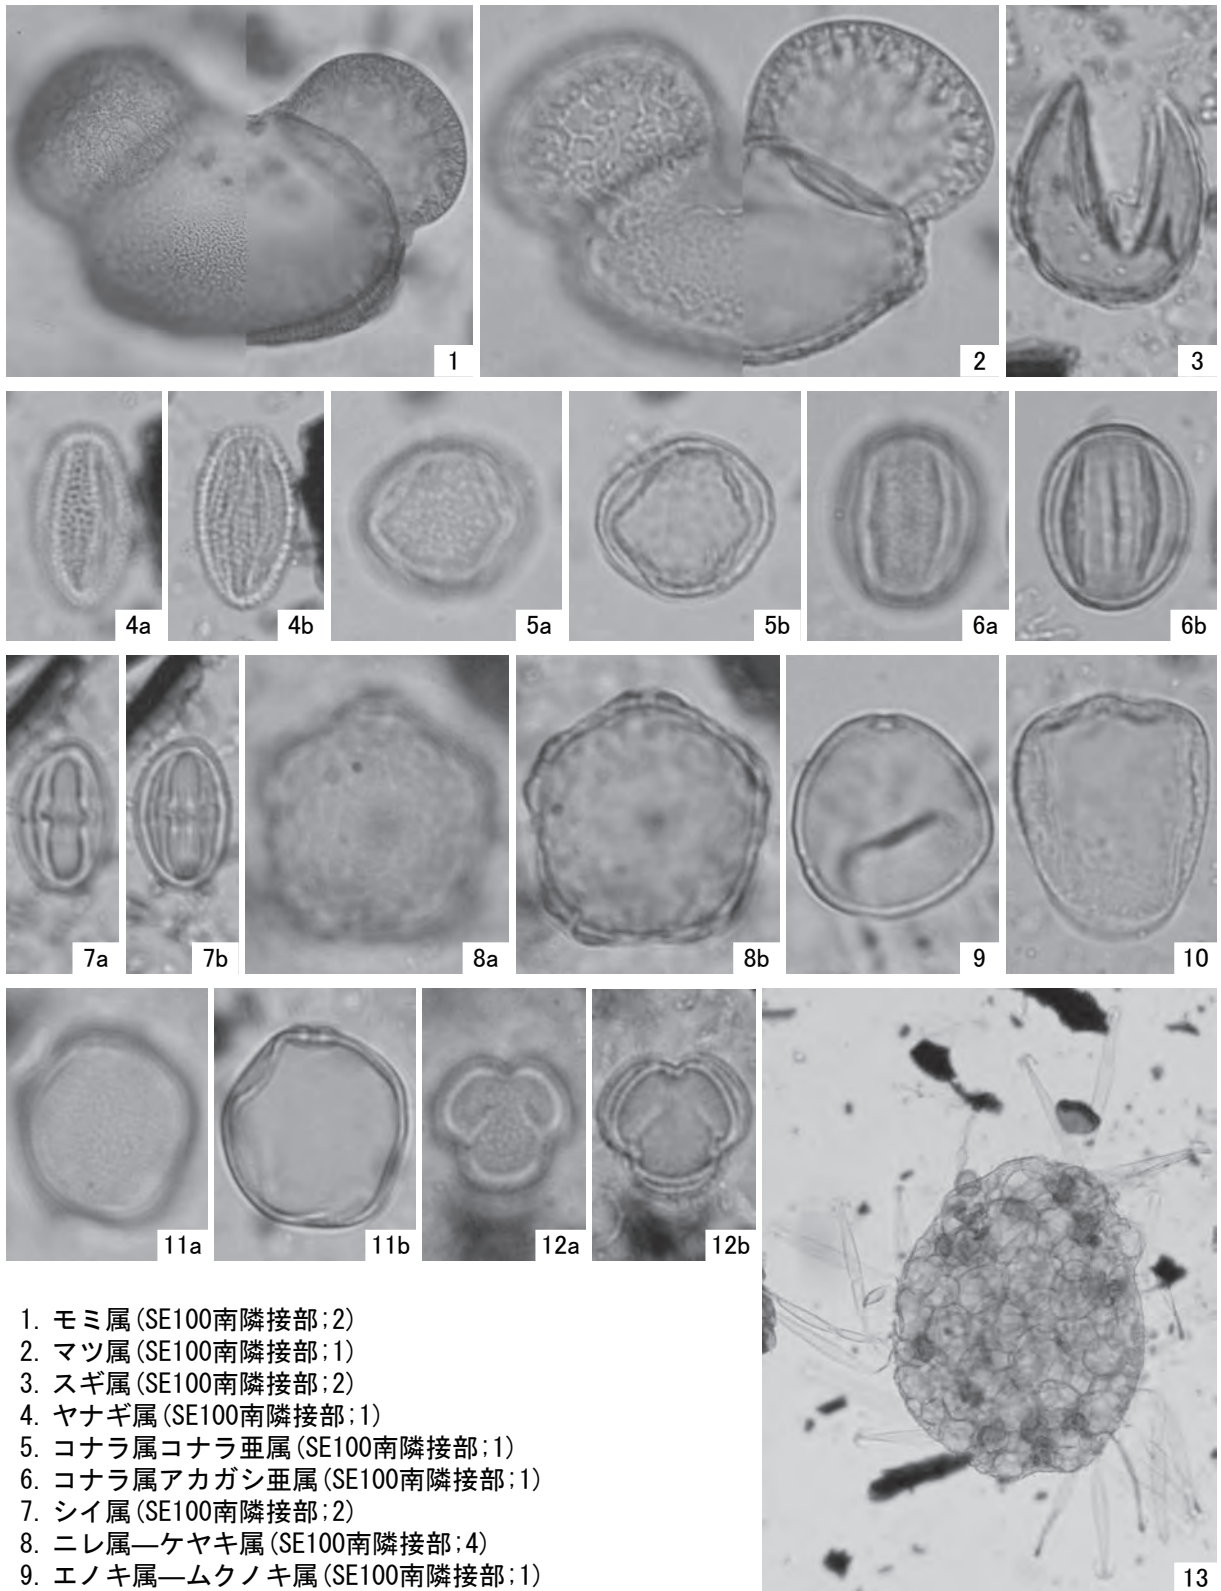 1
2
3
4a
4b
5a
5b
6a
6b
7a
7b
8a
8b
9
10
11a
11b
12a
12b
13
1. モミ属(SE100南隣接部;2)
2. マツ属(SE100南隣接部;1)
3. スギ属(SE100南隣接部;2)
4. ヤナギ属(SE100南隣接部;1)
5. コナラ属コナラ亜属(SE100南隣接部;1)
6. コナラ属アカガシ亜属(SE100南隣接部;1)
7. シイ属(SE100南隣接部;2)
8. ニレ属―ケヤキ属(SE100南隣接部;4)
9. エノキ属―ムクノキ属(SE100南隣接部;1)